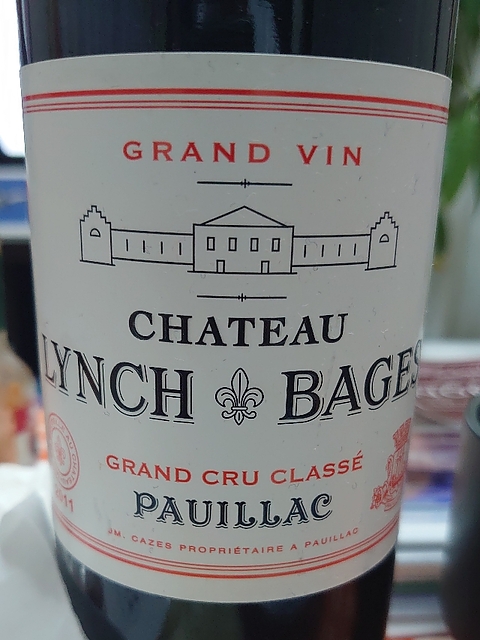 GRAND VIN
CHATEAU
LYNCH BAGES
GRAND CRU CLASSÉ
PAUILLAC
JM. CAZES PROPRIÉTAIRE A PAUILLAC